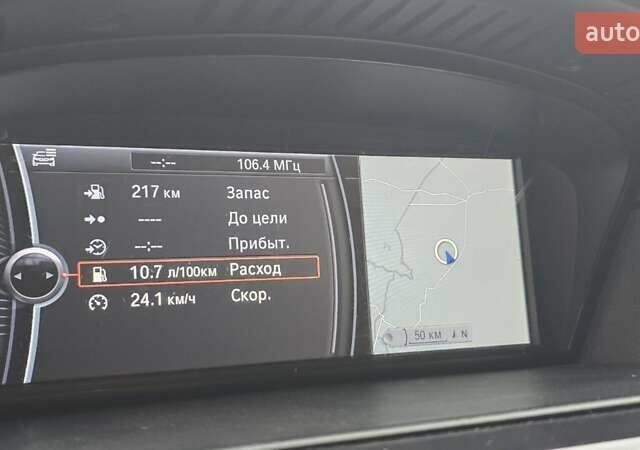 auto
--:-- 106.4 МГц
217 км Запас
---- До цели
--:-- Прибыт.
10.7 л/100км Расход
24.1 км/ч Скор.
50 км N